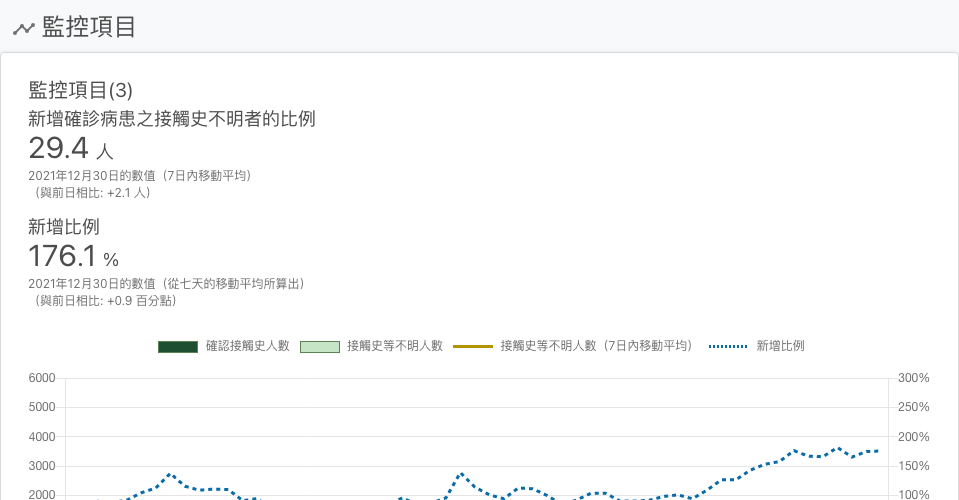 監控項目
監控項目(3)
新增確診病患之接觸史不明者的比例
29.4 人
2021年12月30日的數值（7日內移動平均）
（與前日相比: +2.1 人）
新增比例
176.1 %
2021年12月30日的數值（從七天的移動平均所算出）
（與前日相比: +0.9 百分點）
確認接觸史人數 接觸史等不明人數 接觸史等不明人數（7日內移動平均） 新增比例
6000 300%
5000 250%
4000 200%
3000 150%
2000 100%